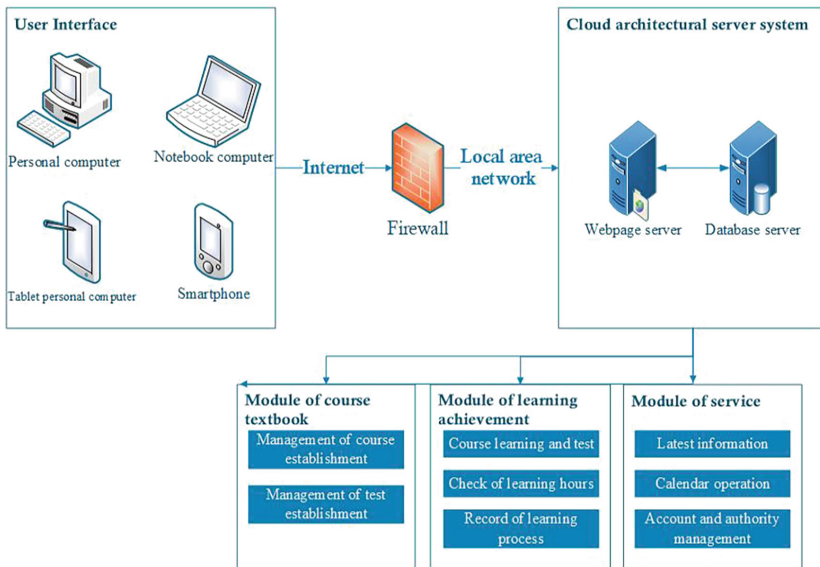 User Interface
Personal computer
Notebook computer
Tablet personal computer
Smartphone
Internet
Firewall
Local area
network
Cloud architectural server system
Webpage server
Database server
Module of course
textbook
Management of course
establishment
Management of test
establishment
Module of learning
achievement
Course learning and test
Check of learning hours
Record of learning
process
Module of service
Latest information
Calendar operation
Account and authority
management